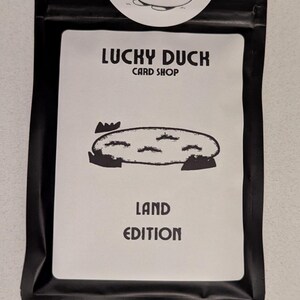 LUCKY DUCK
CARD SHOP
LAND
EDITION